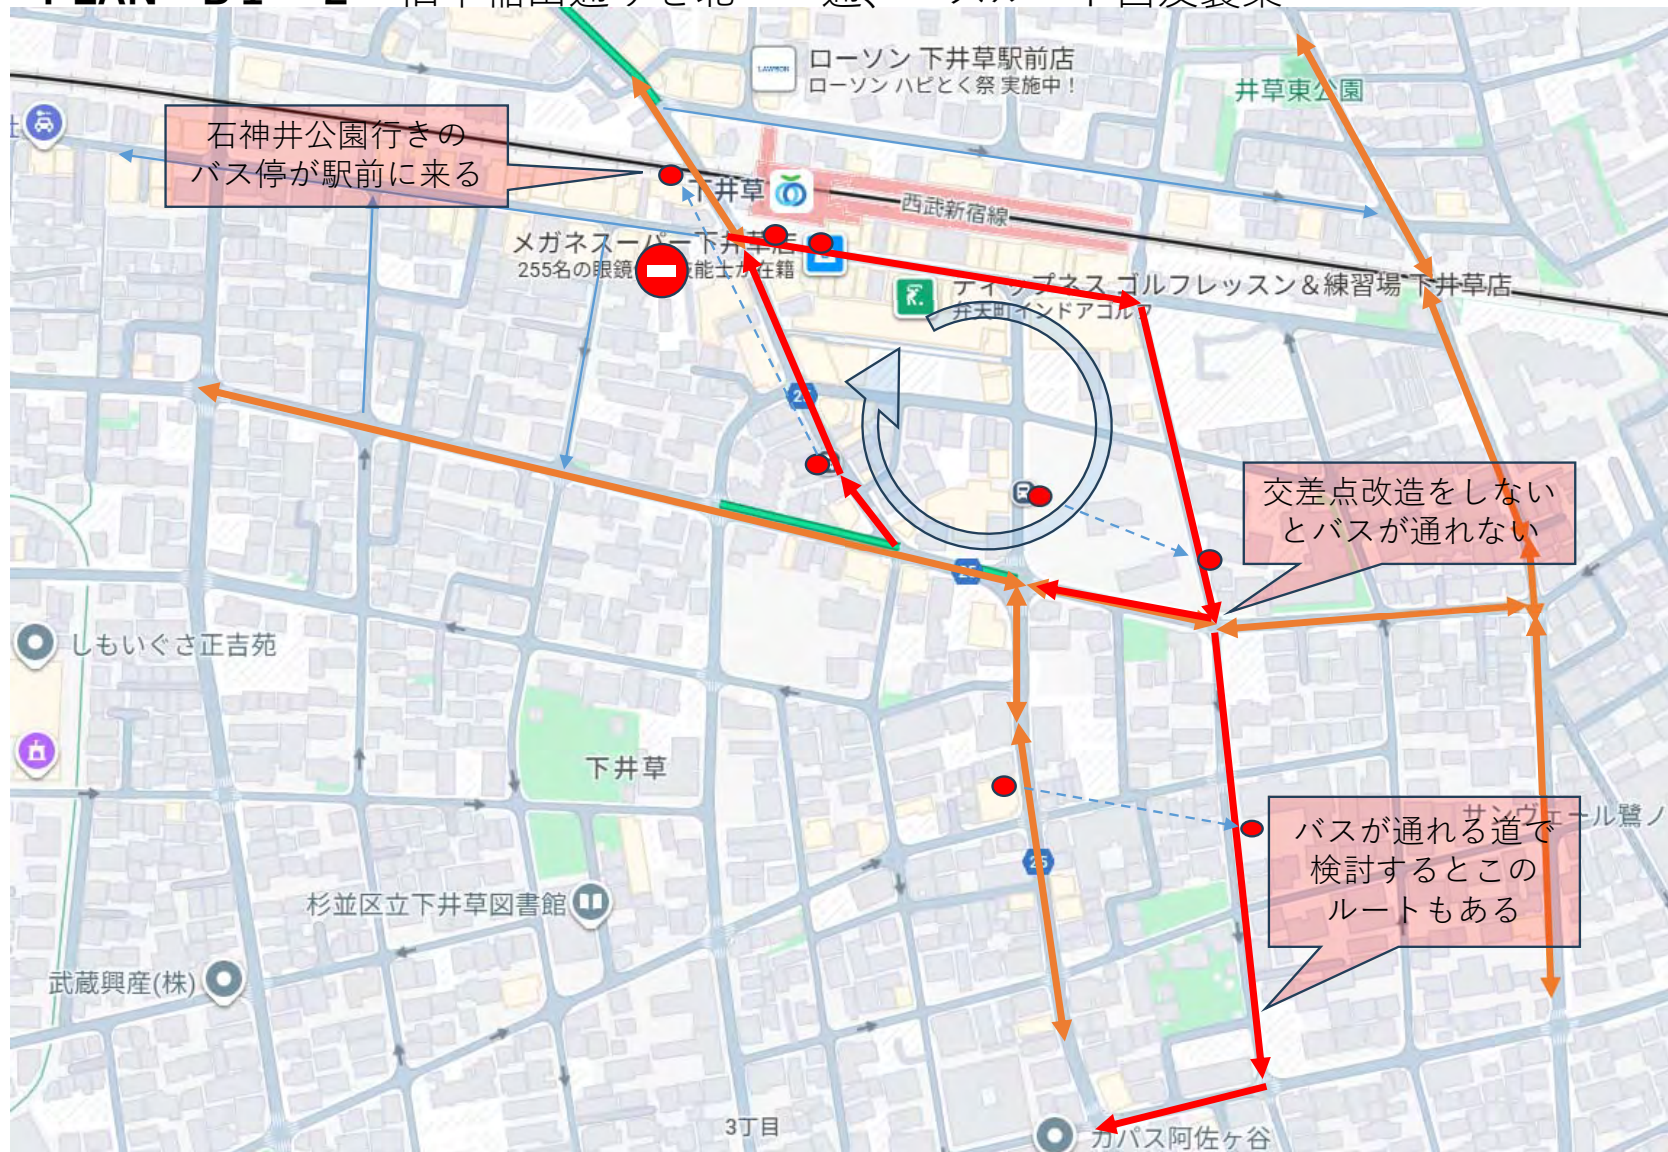 ローソン 下井草駅前店
ローソン ハピとく祭 実施中！
LAWSON
井草東公園
石神井公園行きの
バス停が駅前に来る
下井草
西武新宿線
メガネスーパー下井草店
255名の眼鏡
能士が在籍
ティップネス ゴルフレッスン＆練習場 下井草店
弁天町インドアゴルフ
25
交差点改造をしない
とバスが通れない
25
しもいぐさ正吉苑
下井草
バスが通れる道で
検討するとこの
ルートもある
サンヴェール鷺ノ
25
杉並区立下井草図書館
武蔵興産(株)
3丁目
カパス阿佐ヶ谷